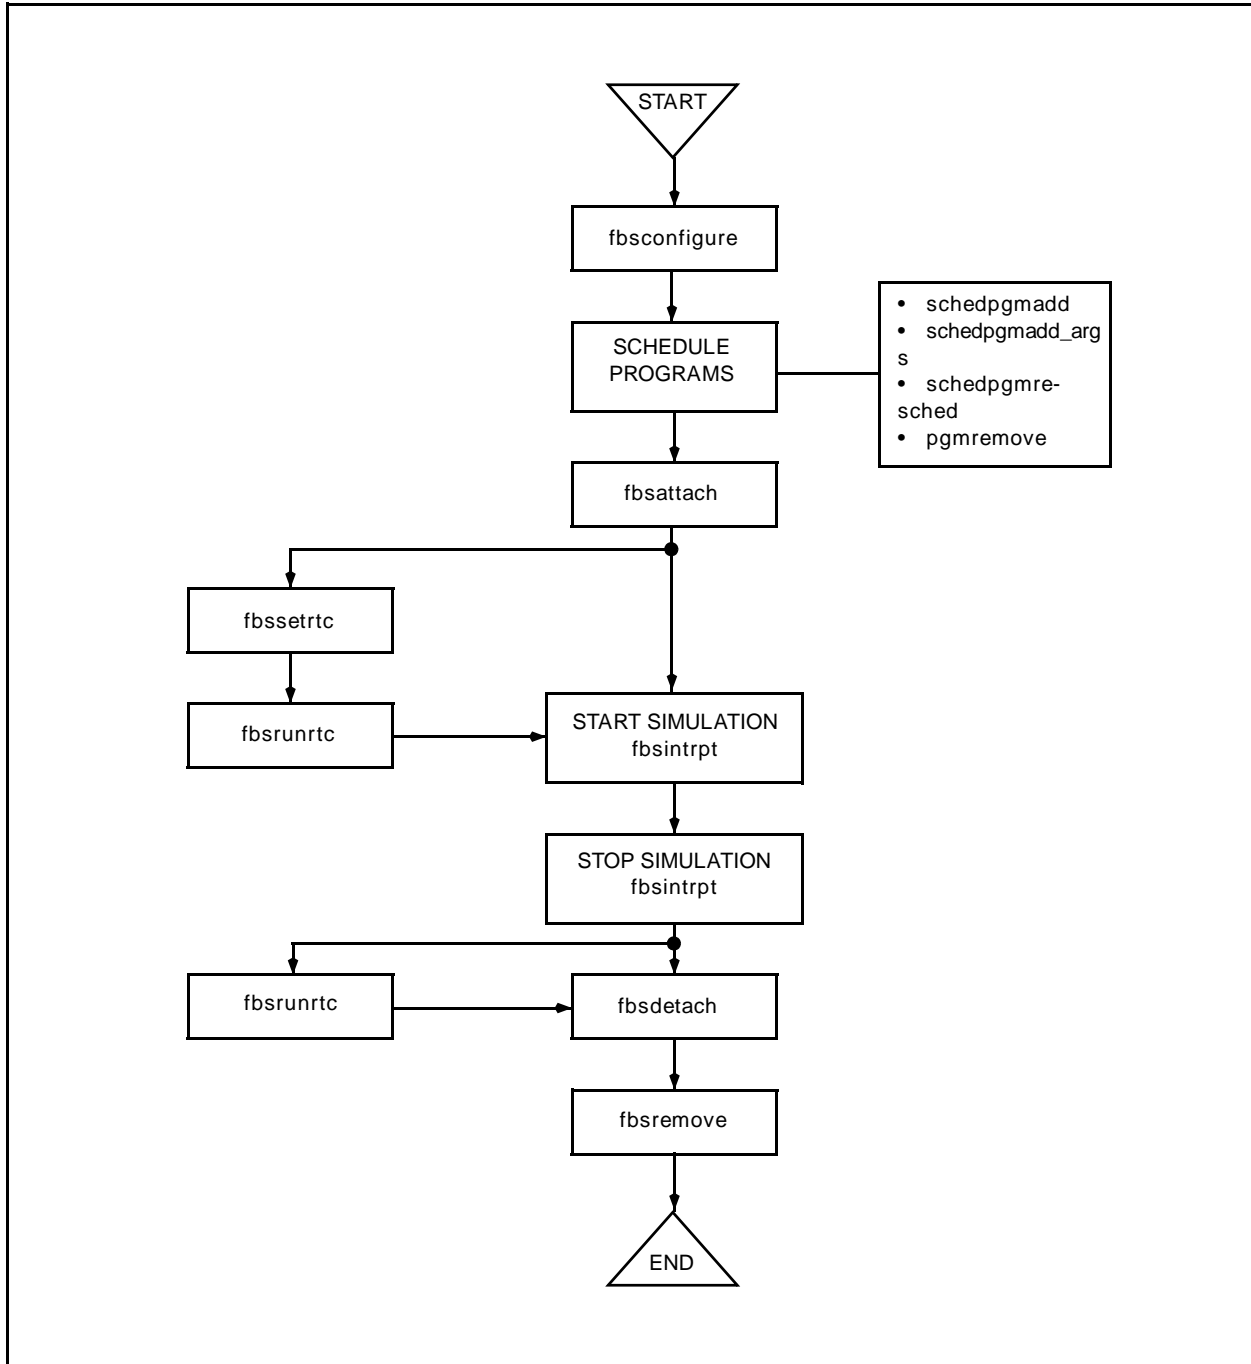 START
fbsconfigure
SCHEDULE
PROGRAMS
• schedpgmadd
• schedpgmadd_arg
s
• schedpgmre-
sched
• pgmremove
fbsattach
fbssetrtc
fbsrunrtc
START SIMULATION
fbsintrpt
STOP SIMULATION
fbsintrpt
fbsrunrtc
fbsdetach
fbsremove
END